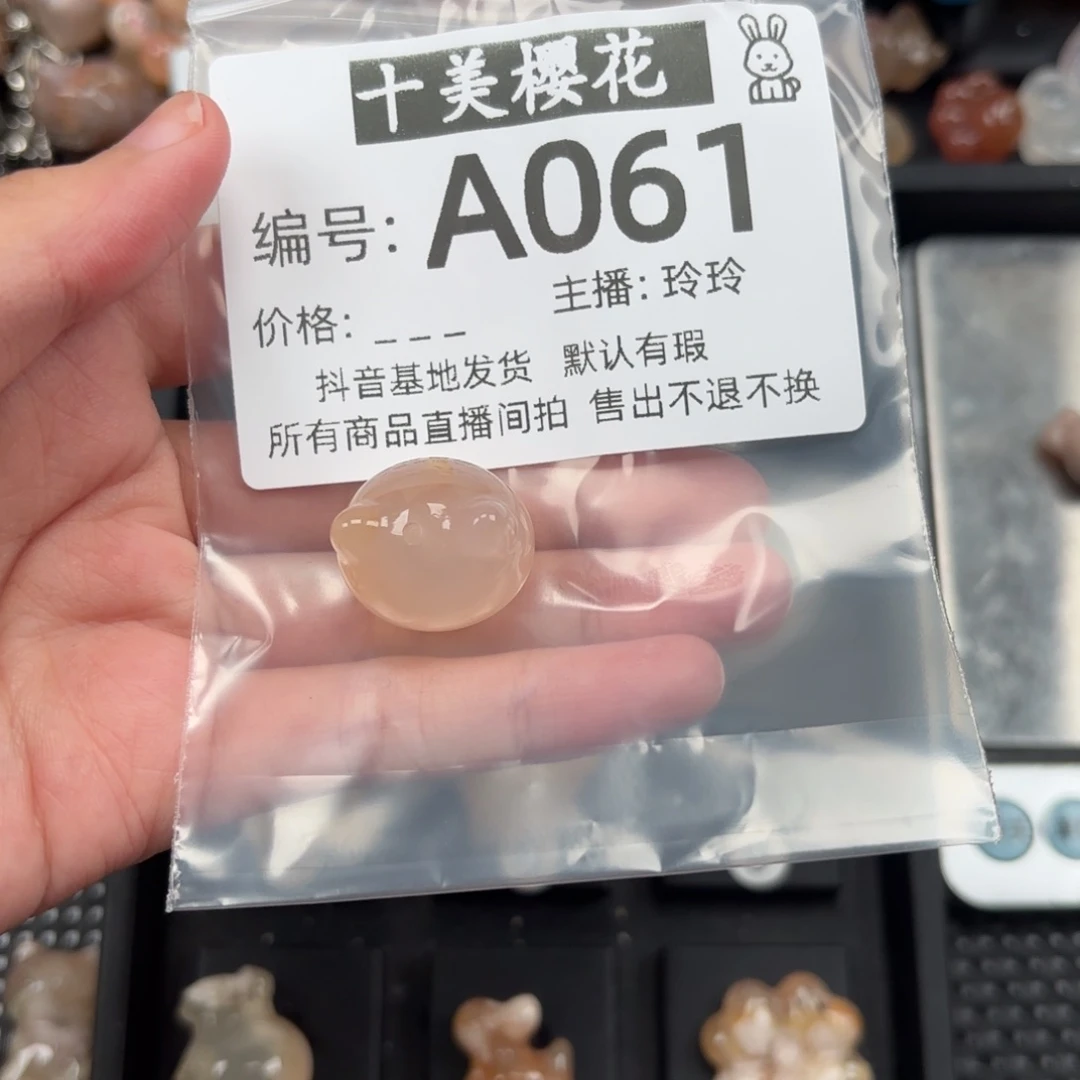 十美樱花
编号: A061
价格: _ _ _ 主播: 玲玲
抖音基地发货 默认有瑕
所有商品直播间拍 售出不退不换